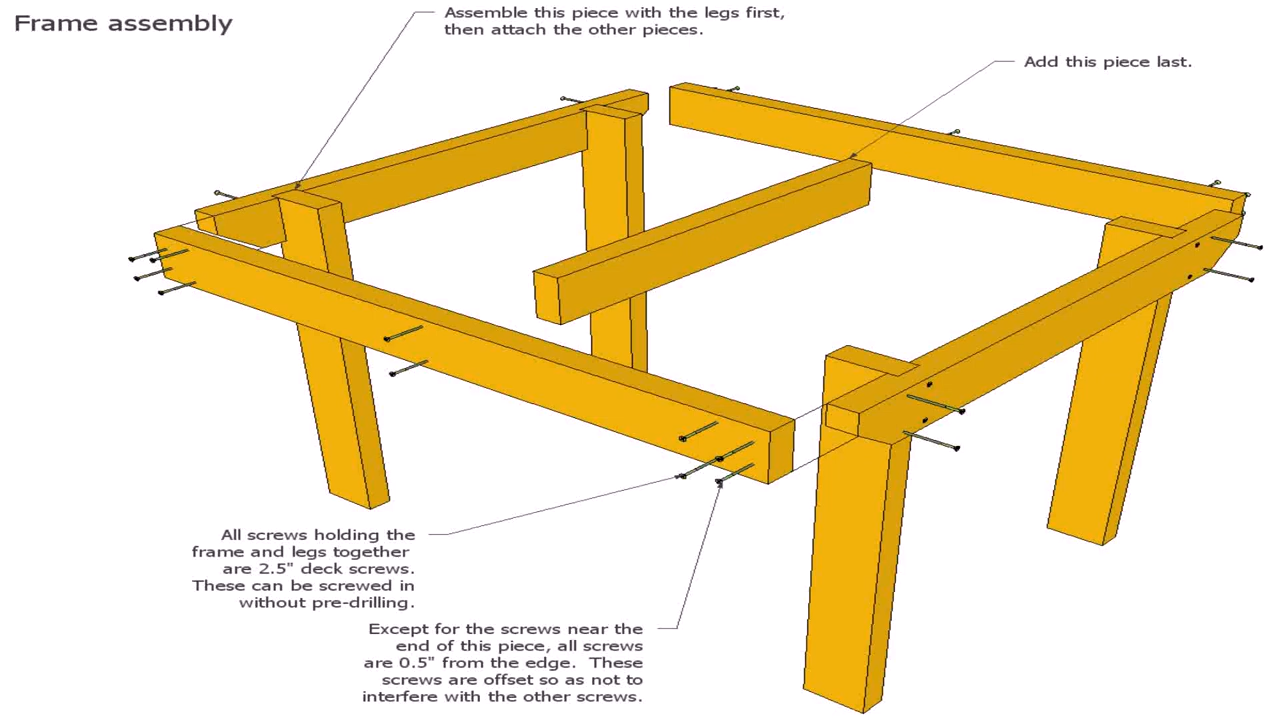 Frame assembly
Assemble this piece with the legs first,
then attach the other pieces.
Add this piece last.
All screws holding the
frame and legs together
are 2.5" deck screws.
These can be screwed in
without pre-drilling.
Except for the screws near the
end of this piece, all screws
are 0.5" from the edge.  These
screws are offset so as not to
interfere with the other screws.